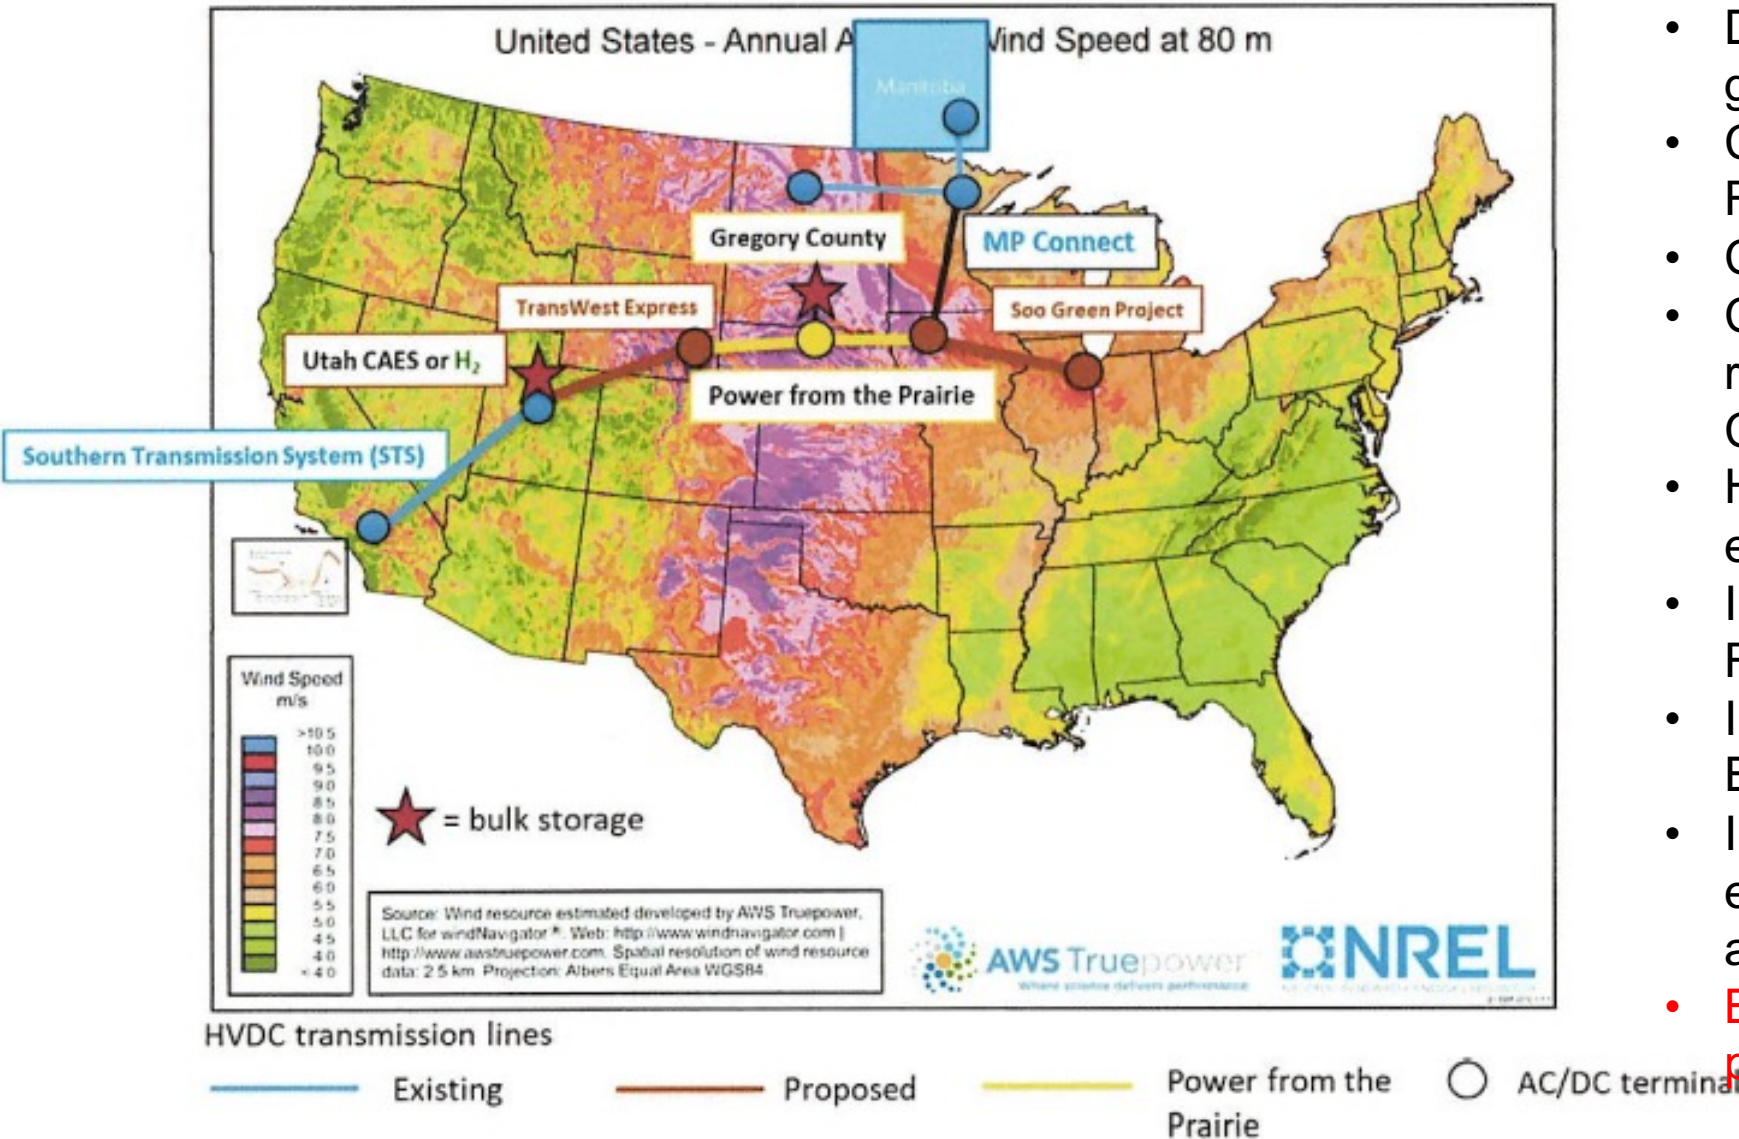 United States - Annual A
Wind Speed at 80 m
Manitoba
Gregory County
MP Connect
TransWest Express
Soo Green Project
Utah CAES or H₂
Power from the Prairie
Southern Transmission System (STS)
Wind Speed
m/s
>10.5
10.0
9.5
9.0
8.5
8.0
7.5
7.0
6.5
6.0
5.5
5.0
4.5
4.0
< 4.0
= bulk storage
Source: Wind resource estimated developed by AWS Truepower,
LLC for windNavigator ®. Web: http://www.windnavigator.com |
http://www.awstruepower.com. Spatial resolution of wind resource
data: 2.5 km. Projection: Albers Equal Area WGS84.
AWS Truepower
Where science delivers performance
NREL
HVDC transmission lines
Existing
Proposed
Power from the
Prairie
AC/DC termina